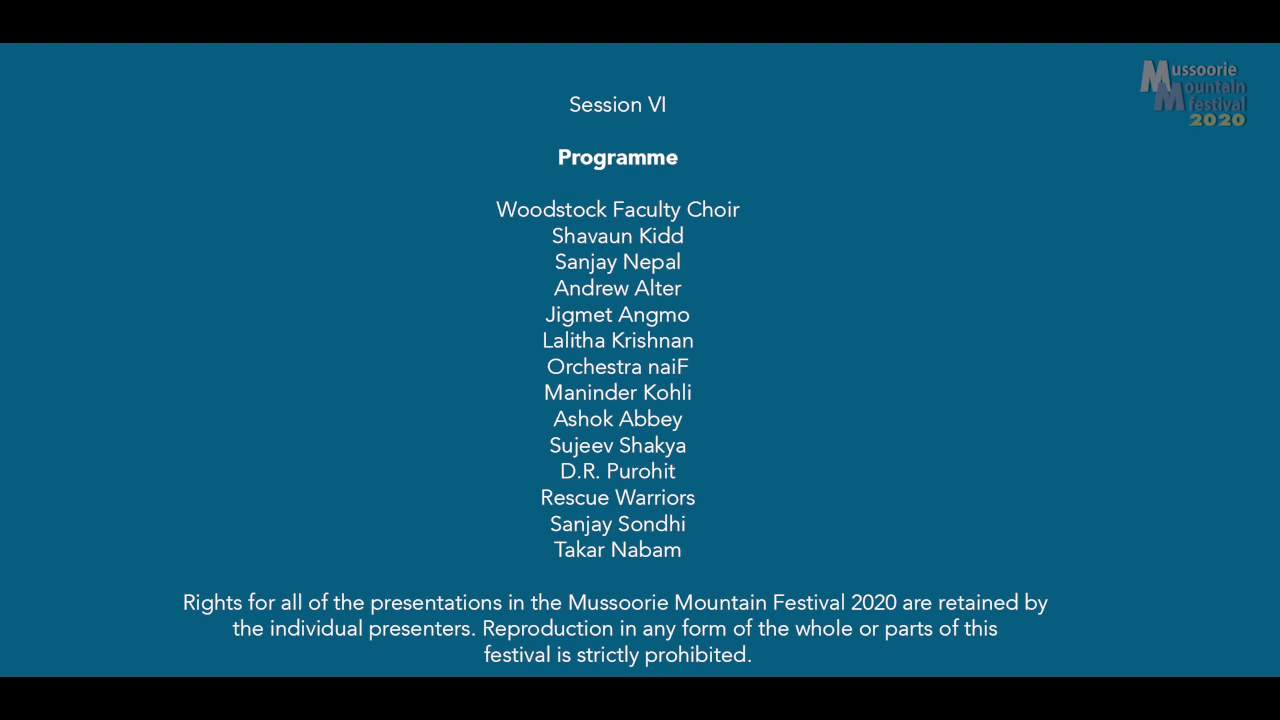 Mussoorie
Mountain
festival
2020
Session VI
Programme
Woodstock Faculty Choir
Shavaun Kidd
Sanjay Nepal
Andrew Alter
Jigmet Angmo
Lalitha Krishnan
Orchestra naiF
Maninder Kohli
Ashok Abbey
Sujeev Shakya
D.R. Purohit
Rescue Warriors
Sanjay Sondhi
Takar Nabam
Rights for all of the presentations in the Mussoorie Mountain Festival 2020 are retained by
the individual presenters. Reproduction in any form of the whole or parts of this
festival is strictly prohibited.